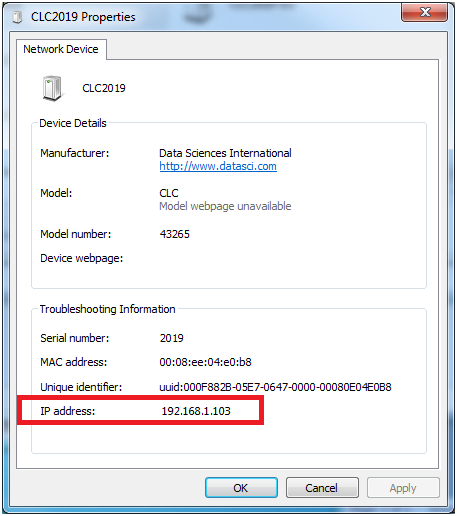 CLC2019 Properties
Network Device
CLC2019
Device Details
Manufacturer: Data Sciences International
http://www.datasci.com
Model: CLC
Model webpage unavailable
Model number: 43265
Device webpage:
Troubleshooting Information
Serial number: 2019
MAC address: 00:08:ee:04:e0:b8
Unique identifier: uuid:000F882B-05E7-0647-0000-00080E04E0B8
IP address: 192.168.1.103
OK Cancel Apply